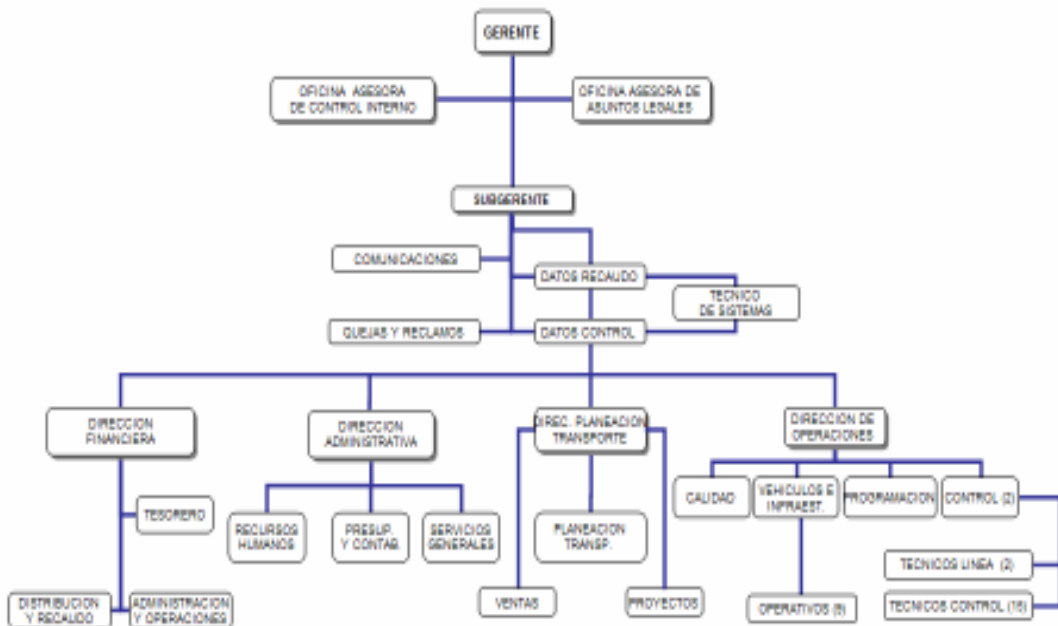 GERENTE
OFICINA ASESORA
DE CONTROL INTERNO
OFICINA ASESORA DE
ASUNTOS LEGALES
SUBGERENTE
COMUNICACIONES
DATOS RECAUDO
TECNICO
DE SISTEMAS
QUEJAS Y RECLAMOS
DATOS CONTROL
DIRECCION
FINANCIERA
DIRECCION
ADMINISTRATIVA
DIREC. PLANEACION
TRANSPORTE
DIRECCION DE
OPERACIONES
CALIDAD
VEHICULOS E
INFRAEST.
PROGRAMACION
CONTROL (2)
TESORERO
RECURSOS
HUMANOS
PRESUP.
Y CONTAB.
SERVICIOS
GENERALES
PLANEACION
TRANSP.
TECNICOS LINEA (2)
DISTRIBUCION
Y RECAUDO
ADMINISTRACION
Y OPERACIONES
VENTAS
PROYECTOS
OPERATIVOS (9)
TECNICOS CONTROL (16)